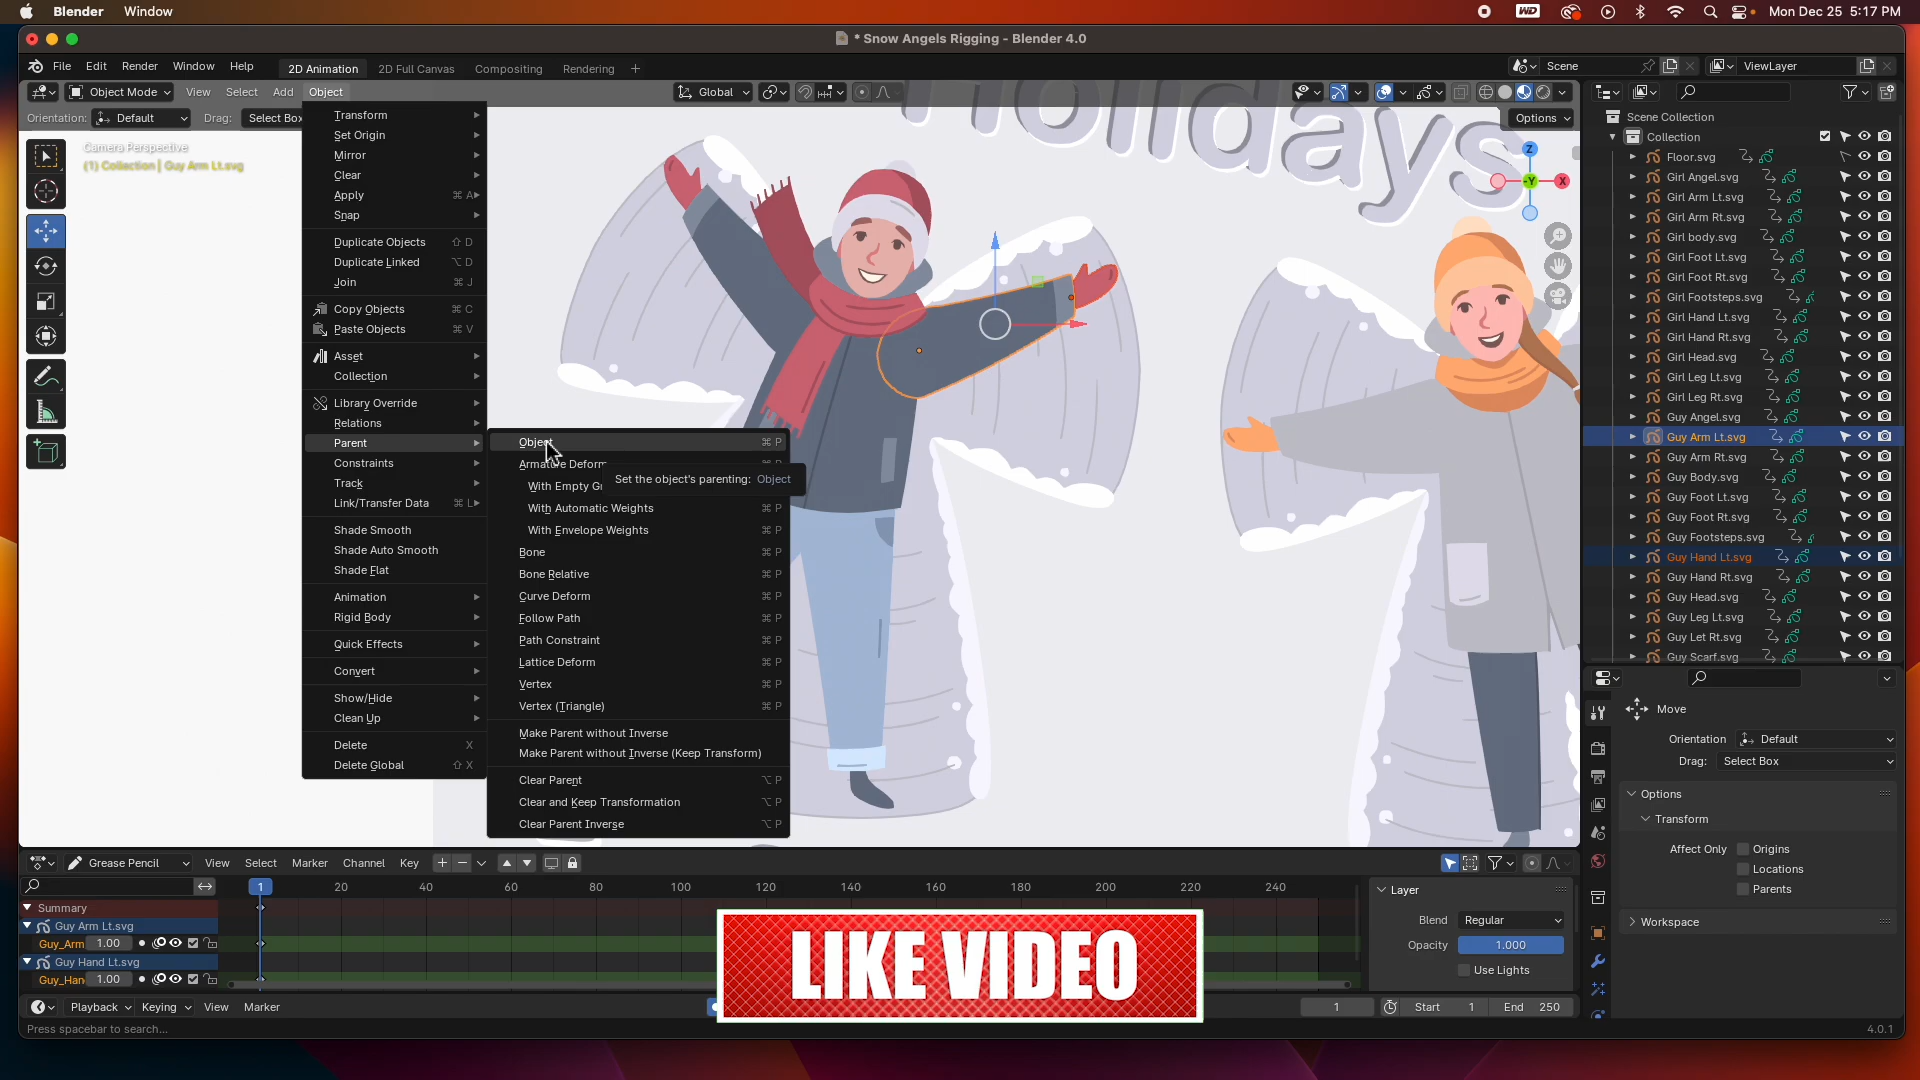 Blender Window
WD
Mon Dec 25 5:17 PM
* Snow Angels Rigging - Blender 4.0
File Edit Render Window Help
2D Animation 2D Full Canvas Compositing Rendering +
Scene
ViewLayer
Object Mode View Select Add Object
Global
Orientation: Default Drag: Select Box
Options
Camera Perspective
(1) Collection | Guy Arm Lt.svg
Holidays
Z
Y
X
Transform
Set Origin
Mirror
Clear
Apply ⌘ A
Snap
Duplicate Objects ⇧ D
Duplicate Linked ⌥ D
Join ⌘ J
Copy Objects ⌘ C
Paste Objects ⌘ V
Asset
Collection
Library Override
Relations
Parent
Constraints
Track
Link/Transfer Data ⌘ L
Shade Smooth
Shade Auto Smooth
Shade Flat
Animation
Rigid Body
Quick Effects
Convert
Show/Hide
Clean Up
Delete X
Delete Global ⇧ X
Object ⌘ P
Armature Deform ⌘ P
Set the object's parenting: Object
With Empty Gr
With Automatic Weights ⌘ P
With Envelope Weights ⌘ P
Bone ⌘ P
Bone Relative ⌘ P
Curve Deform ⌘ P
Follow Path ⌘ P
Path Constraint ⌘ P
Lattice Deform ⌘ P
Vertex ⌘ P
Vertex (Triangle) ⌘ P
Make Parent without Inverse
Make Parent without Inverse (Keep Transform)
Clear Parent ⌥ P
Clear and Keep Transformation ⌥ P
Clear Parent Inverse ⌥ P
Scene Collection
Collection
Floor.svg
Girl Angel.svg
Girl Arm Lt.svg
Girl Arm Rt.svg
Girl body.svg
Girl Foot Lt.svg
Girl Foot Rt.svg
Girl Footsteps.svg
Girl Hand Lt.svg
Girl Hand Rt.svg
Girl Head.svg
Girl Leg Lt.svg
Girl Leg Rt.svg
Guy Angel.svg
Guy Arm Lt.svg
Guy Arm Rt.svg
Guy Body.svg
Guy Foot Lt.svg
Guy Foot Rt.svg
Guy Footsteps.svg
Guy Hand Lt.svg
Guy Hand Rt.svg
Guy Head.svg
Guy Leg Lt.svg
Guy Let Rt.svg
Guy Scarf.svg
Move
Orientation Default
Drag: Select Box
Options
Transform
Affect Only Origins
Locations
Parents
Workspace
Grease Pencil View Select Marker Channel Key
1 20 40 60 80 100 120 140 160 180 200 220 240
Summary
Guy Arm Lt.svg
Guy_Arm 1.00
Guy Hand Lt.svg
Guy_Han 1.00
Layer
Blend Regular
Opacity 1.000
Use Lights
LIKE VIDEO
Playback Keying View Marker
1 Start 1 End 250
Press spacebar to search...
4.0.1